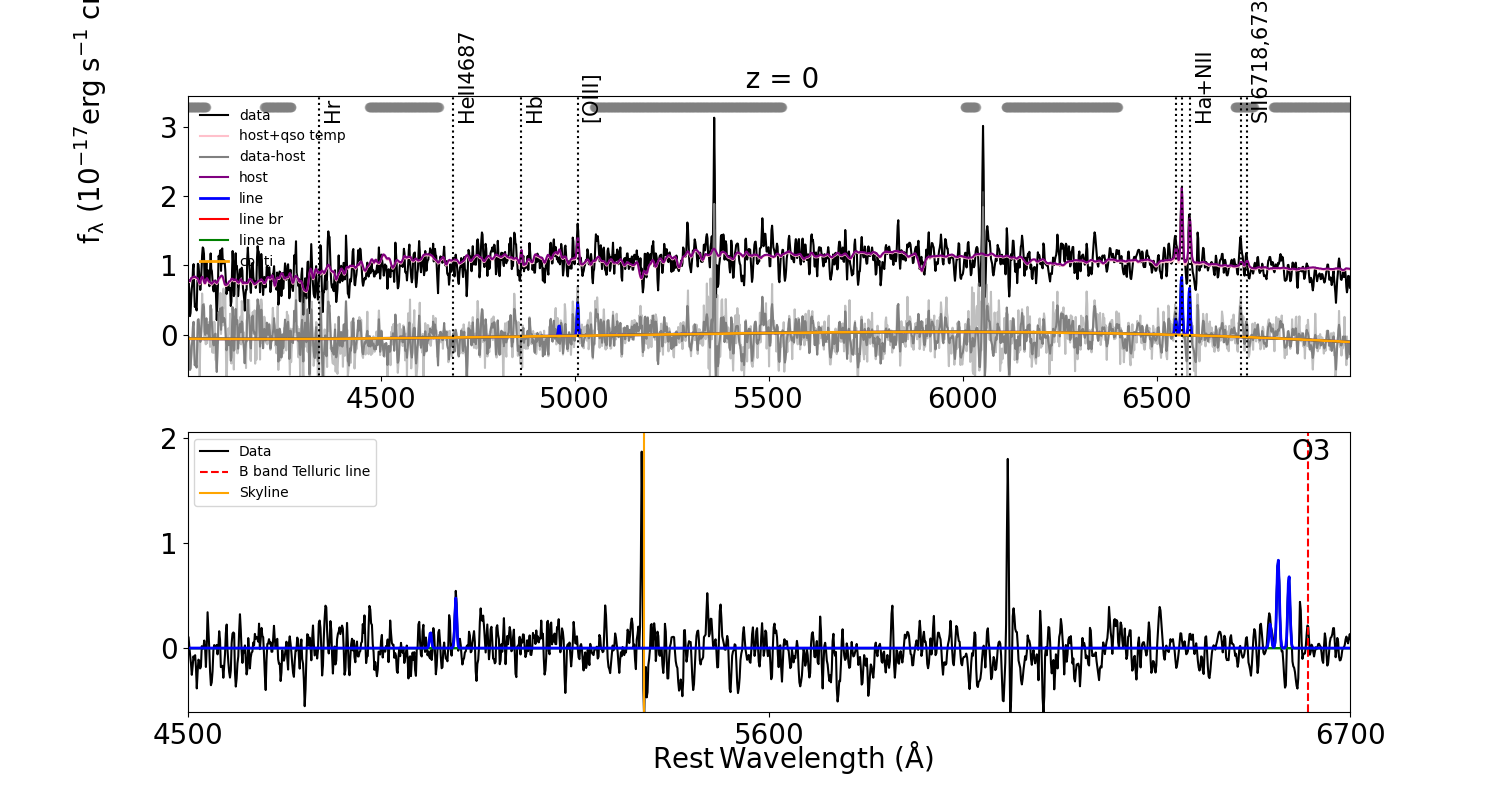 z = 0
f_λ (10^{-17} erg s^{-1} c
Hr
HeII4687
Hb
[OIII]
Ha+NII
SII6718,673
data
host+qso temp
data-host
host
line
line br
line na
conti
3
2
1
0
4500 5000 5500 6000 6500
Data
B band Telluric line
Skyline
O3
2
1
0
4500 5600 6700
Rest Wavelength (Å)